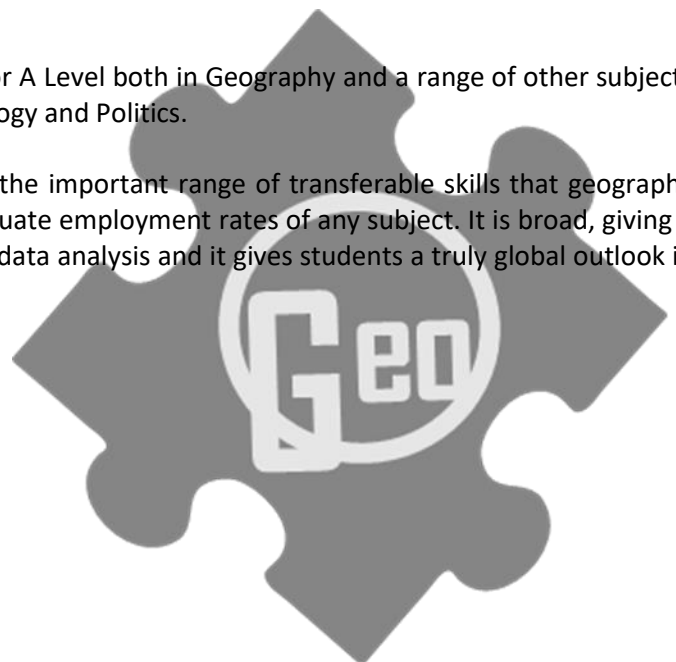 or A Level both in Geography and a range of other subject
ogy and Politics.
the important range of transferable skills that geograph
uate employment rates of any subject. It is broad, giving
data analysis and it gives students a truly global outlook i
Geo